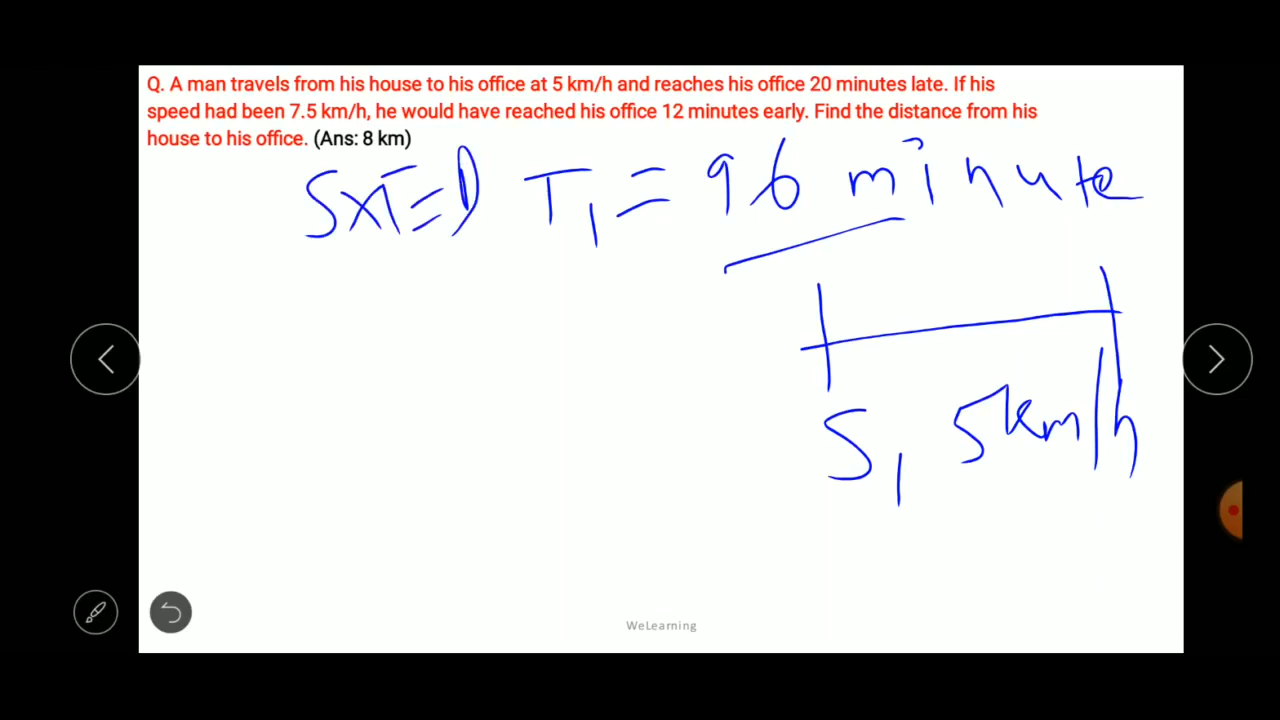 Q. A man travels from his house to his office at 5 km/h and reaches his office 20 minutes late. If his
speed had been 7.5 km/h, he would have reached his office 12 minutes early. Find the distance from his
house to his office. (Ans: 8 km)
S×T=D T₁ = 96 minute
S₁ 5km/h
WeLearning